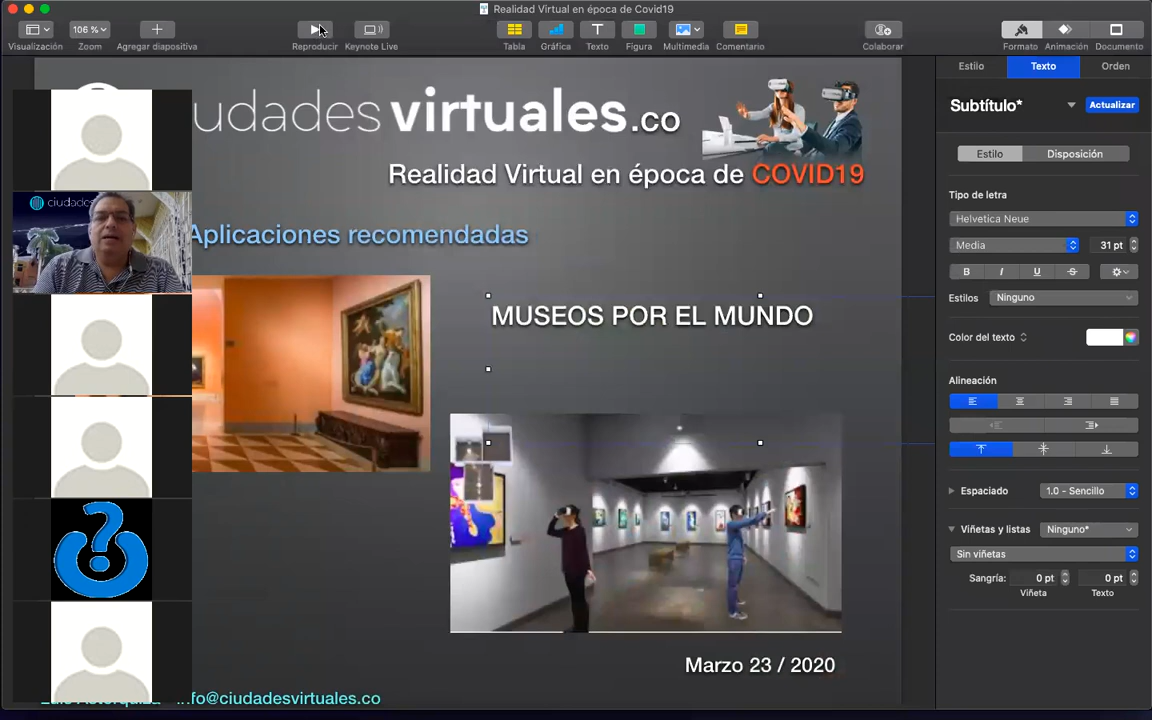 Realidad Virtual en época de Covid19
106 %
Visualización Zoom Agregar diapositiva Reproducir Keynote Live Tabla Gráfica Texto Figura Multimedia Comentario Colaborar Formato Animación Documento
Estilo Texto Orden
Subtítulo* Actualizar
Estilo Disposición
Tipo de letra
Helvetica Neue
Media 31 pt
B I U S
Estilos Ninguno
Color del texto
Alineación
Espaciado 1.0 - Sencillo
Viñetas y listas Ninguno*
Sin viñetas
Sangría: 0 pt 0 pt
Viñeta Texto
iudades virtuales.co
Realidad Virtual en época de COVID19
Aplicaciones recomendadas
ciudades
MUSEOS POR EL MUNDO
?
Marzo 23 / 2020
info@ciudadesvirtuales.co